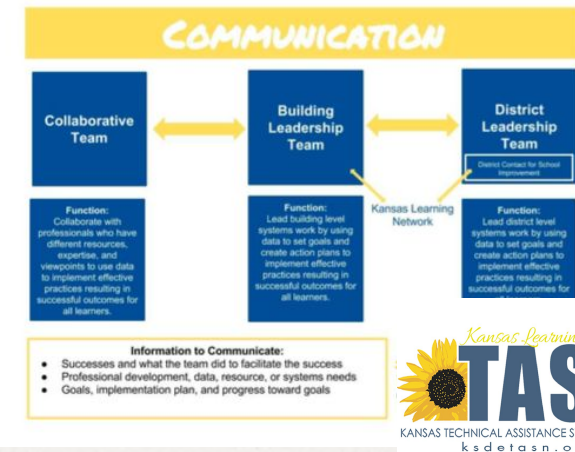 COMMUNICATION
Collaborative
Team
Building
Leadership
Team
District
Leadership
Team
District Contact for School
Improvement
Function:
Collaborate with
professionals who have
different resources,
expertise, and
viewpoints to use data
to implement effective
practices resulting in
successful outcomes for
all learners.
Function:
Lead building level
systems work by using
data to set goals and
create action plans to
implement effective
practices resulting in
successful outcomes for
all learners.
Kansas Learning
Network
Function:
Lead district level
systems work by using
data to set goals and
create action plans to
implement effective
practices resulting in
successful outcomes for
all learners.
Information to Communicate:
• Successes and what the team did to facilitate the success
• Professional development, data, resource, or systems needs
• Goals, implementation plan, and progress toward goals
Kansas Learnin
TAS
KANSAS TECHNICAL ASSISTANCE S
ksdetasn.o